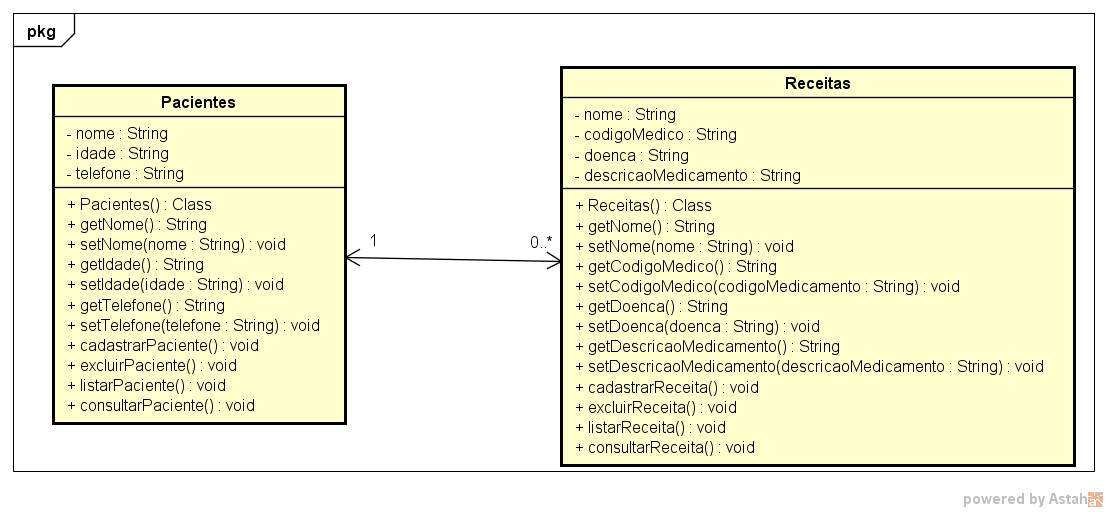 pkg
Pacientes
- nome : String
- idade : String
- telefone : String
+ Pacientes() : Class
+ getNome() : String
+ setNome(nome : String) : void
+ getIdade() : String
+ setIdade(idade : String) : void
+ getTelefone() : String
+ setTelefone(telefone : String) : void
+ cadastrarPaciente() : void
+ excluirPaciente() : void
+ listarPaciente() : void
+ consultarPaciente() : void
1
0..*
Receitas
- nome : String
- codigoMedico : String
- doenca : String
- descricaoMedicamento : String
+ Receitas() : Class
+ getNome() : String
+ setNome(nome : String) : void
+ getCodigoMedico() : String
+ setCodigoMedico(codigoMedicamento : String) : void
+ getDoenca() : String
+ setDoenca(doenca : String) : void
+ getDescricaoMedicamento() : String
+ setDescricaoMedicamento(descricaoMedicamento : String) : void
+ cadastrarReceita() : void
+ excluirReceita() : void
+ listarReceita() : void
+ consultarReceita() : void
powered by Astah